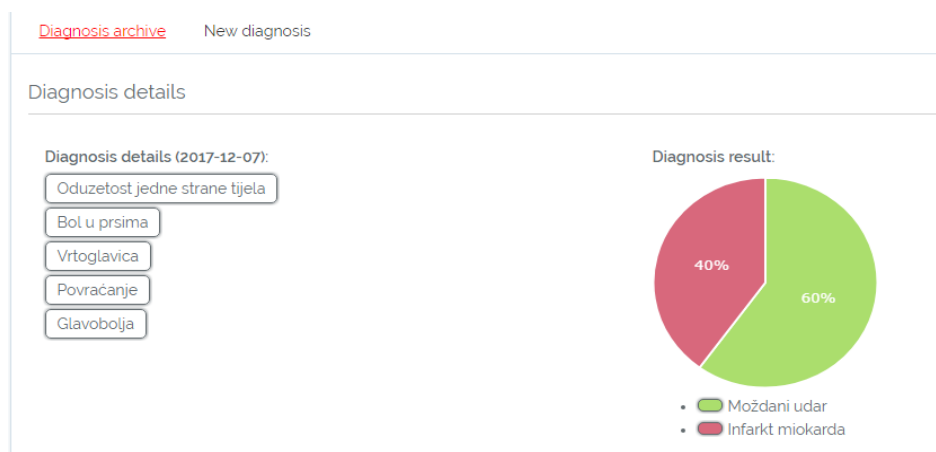 Diagnosis archive New diagnosis
Diagnosis details
Diagnosis details (2017-12-07):
Oduzetost jedne strane tijela
Bol u prsima
Vrtoglavica
Povraćanje
Glavobolja
Diagnosis result:
40%
60%
Moždani udar
Infarkt miokarda